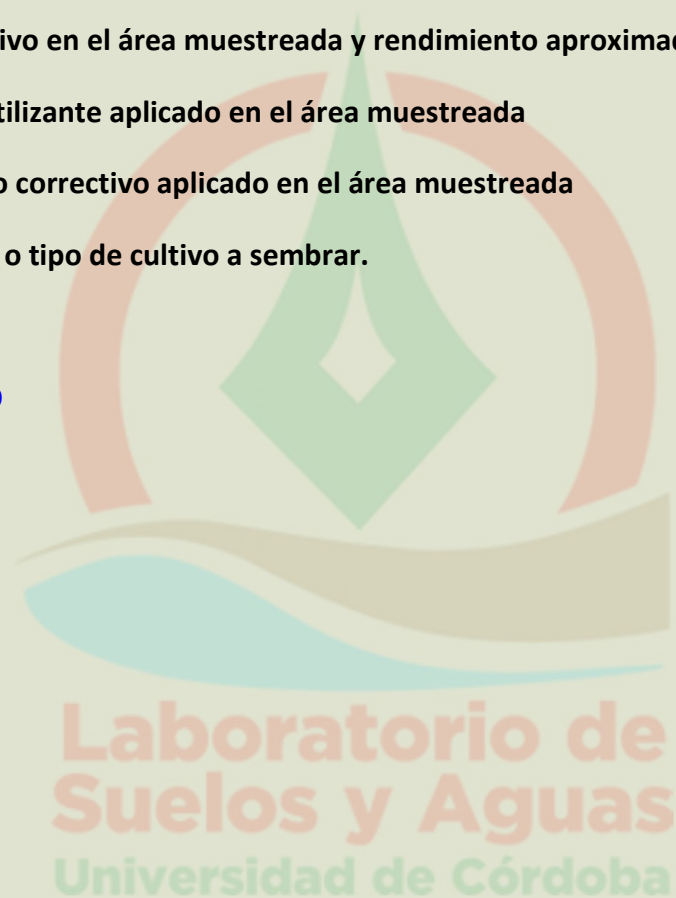 ivo en el área muestreada y rendimiento aproximad
tilizante aplicado en el área muestreada
o correctivo aplicado en el área muestreada
o tipo de cultivo a sembrar.
Laboratorio de
Suelos y Aguas
Universidad de Córdoba